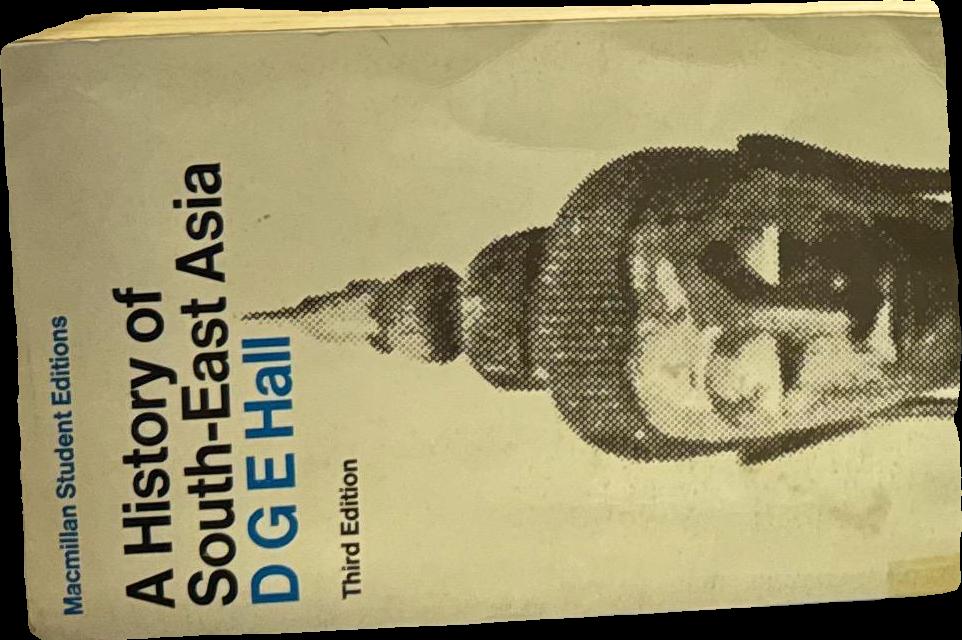 Macmillan Student Editions
A History of
South-East Asia
D G E Hall
Third Edition